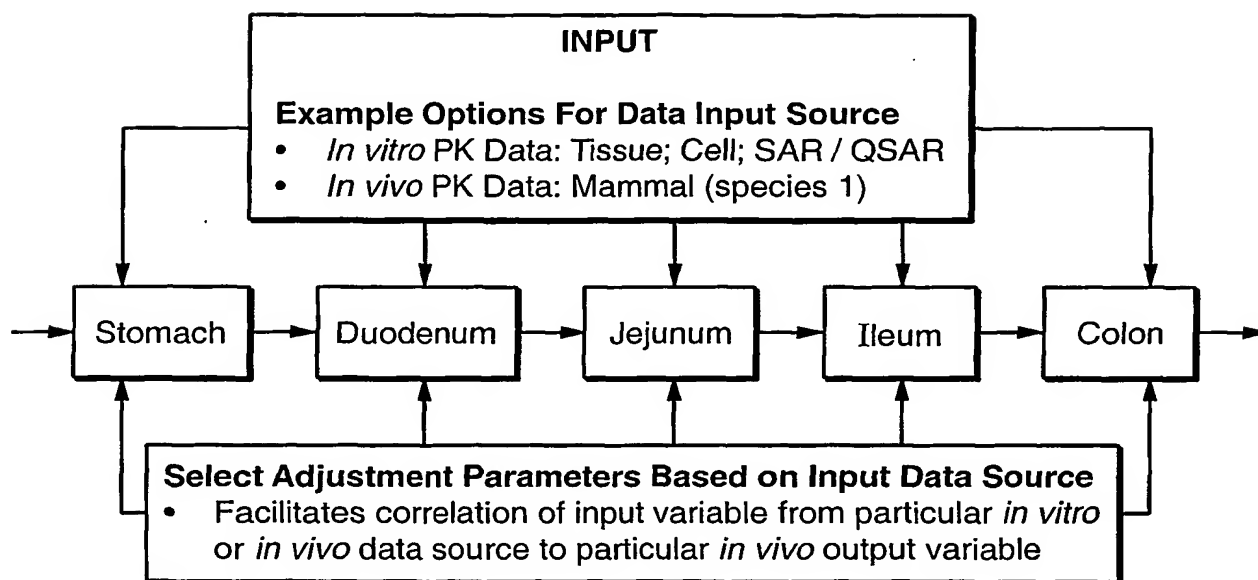 INPUT
Example Options For Data Input Source
• In vitro PK Data: Tissue; Cell; SAR / QSAR
• In vivo PK Data: Mammal (species 1)
Stomach
Duodenum
Jejunum
Ileum
Colon
Select Adjustment Parameters Based on Input Data Source
• Facilitates correlation of input variable from particular in vitro
or in vivo data source to particular in vivo output variable